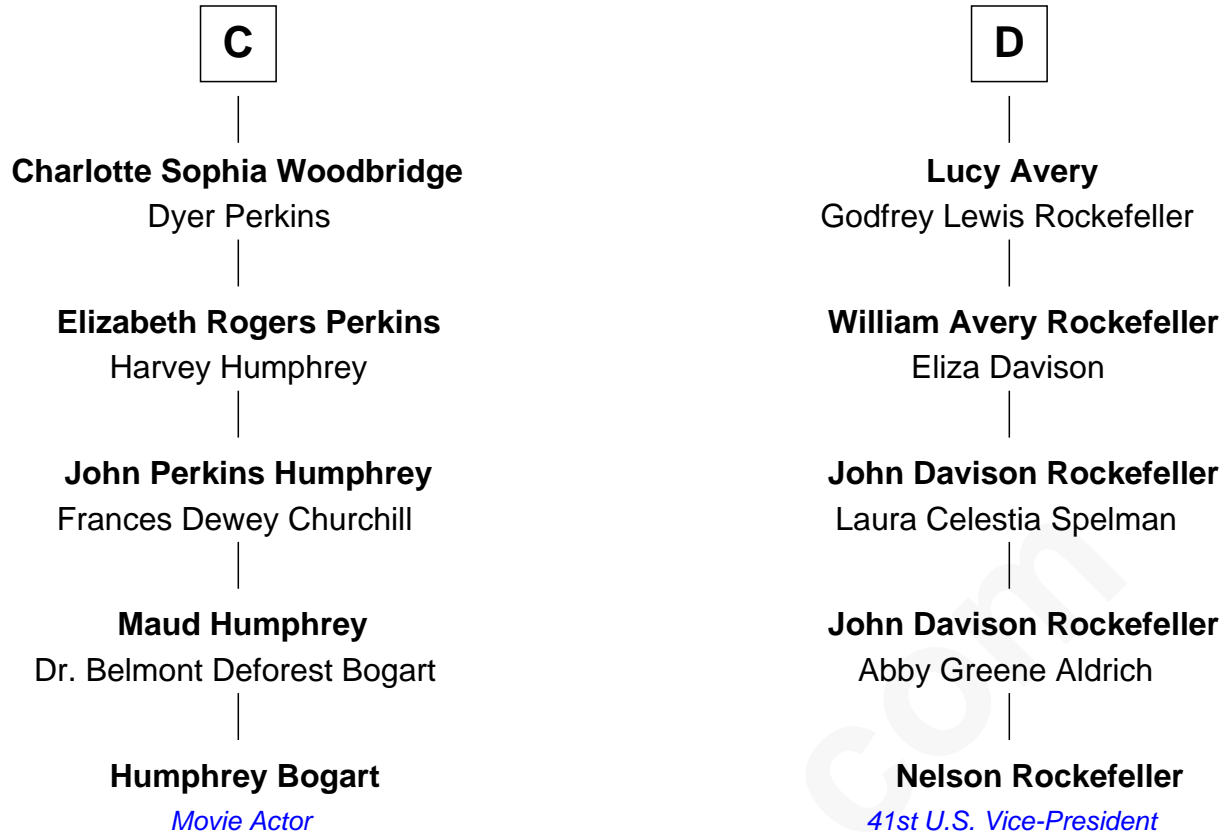 C
Charlotte Sophia Woodbridge
Dyer Perkins
Elizabeth Rogers Perkins
Harvey Humphrey
John Perkins Humphrey
Frances Dewey Churchill
Maud Humphrey
Dr. Belmont Deforest Bogart
Humphrey Bogart
Movie Actor
D
Lucy Avery
Godfrey Lewis Rockefeller
William Avery Rockefeller
Eliza Davison
John Davison Rockefeller
Laura Celestia Spelman
John Davison Rockefeller
Abby Greene Aldrich
Nelson Rockefeller
41st U.S. Vice-President
com